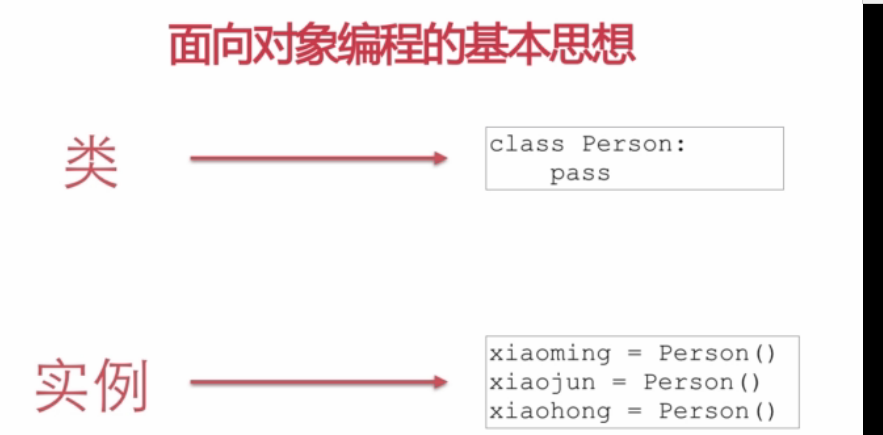 面向对象编程的基本思想
类
class Person:
    pass
实例
xiaoming = Person()
xiaojun = Person()
xiaohong = Person()